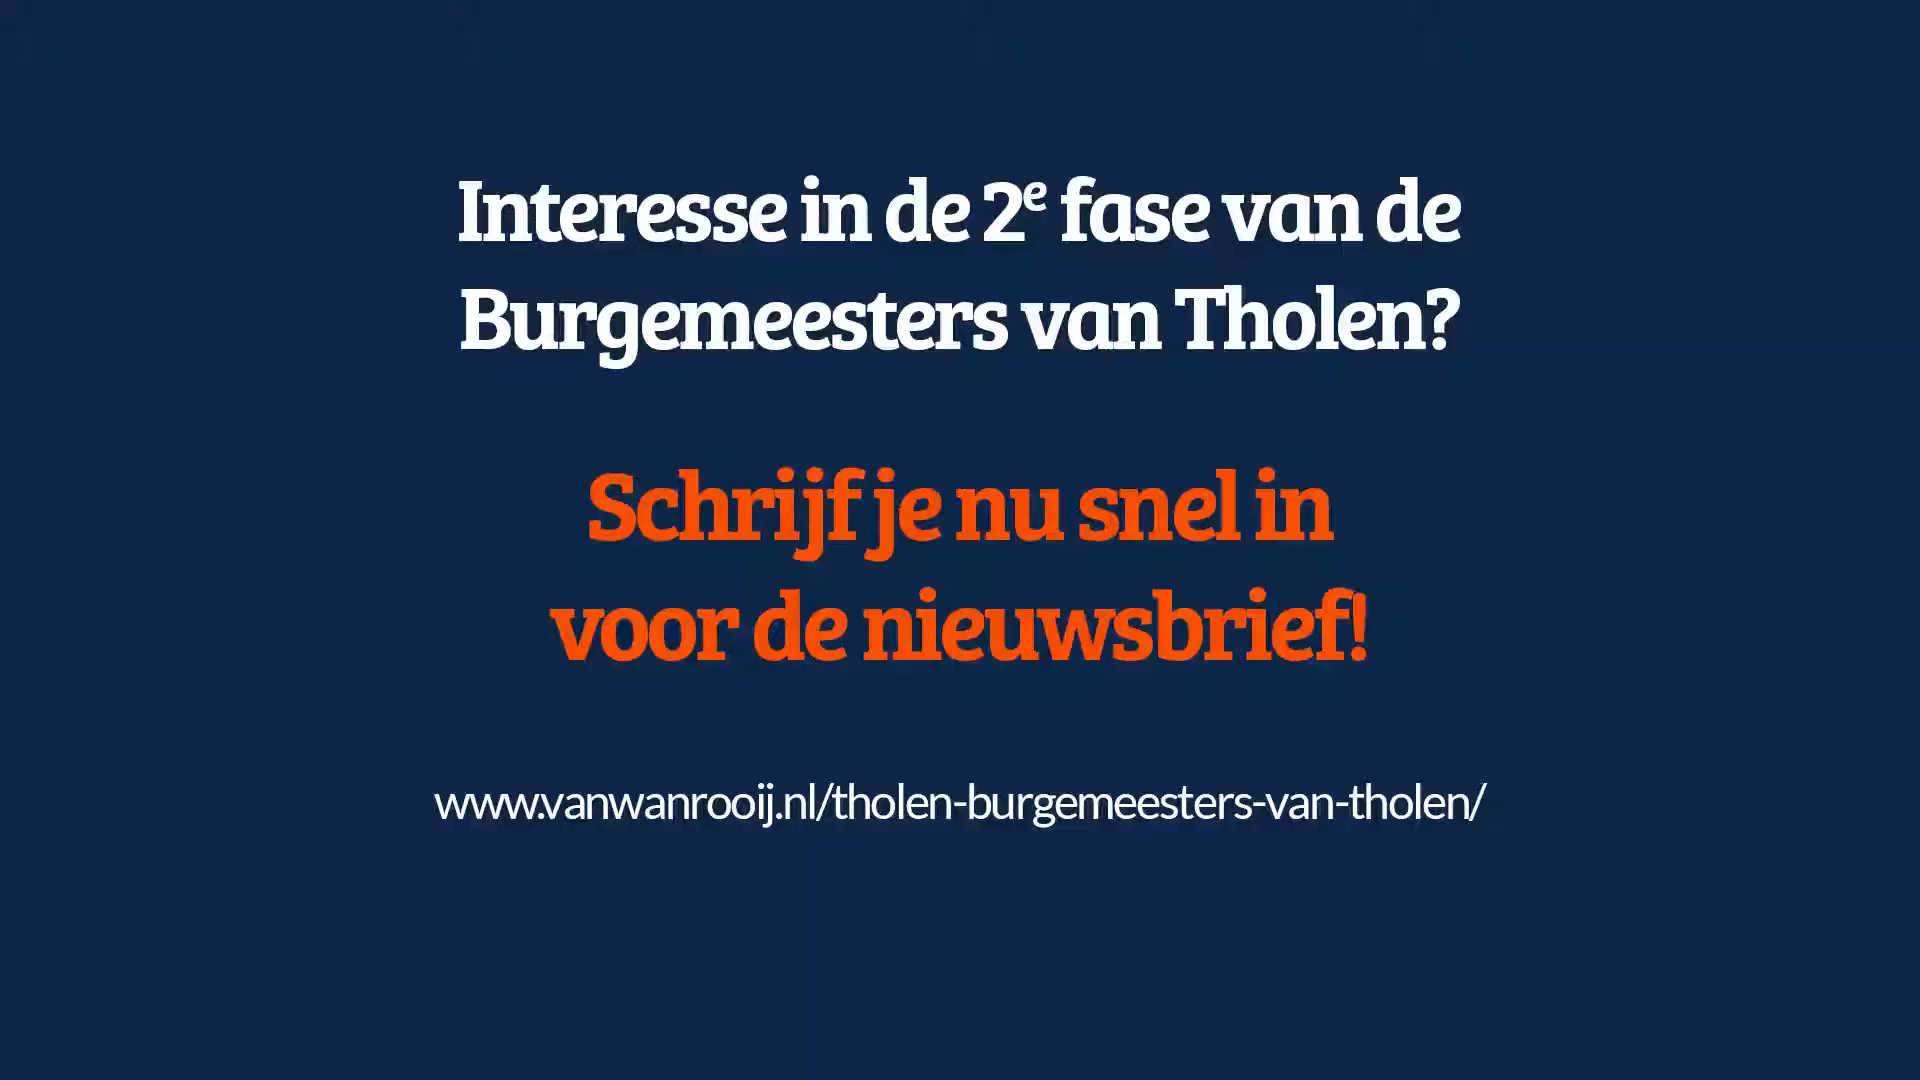 Interesse in de 2e fase van de
Burgemeesters van Tholen?
Schrijf je nu snel in
voor de nieuwsbrief!
www.vanwanrooij.nl/tholen-burgemeesters-van-tholen/